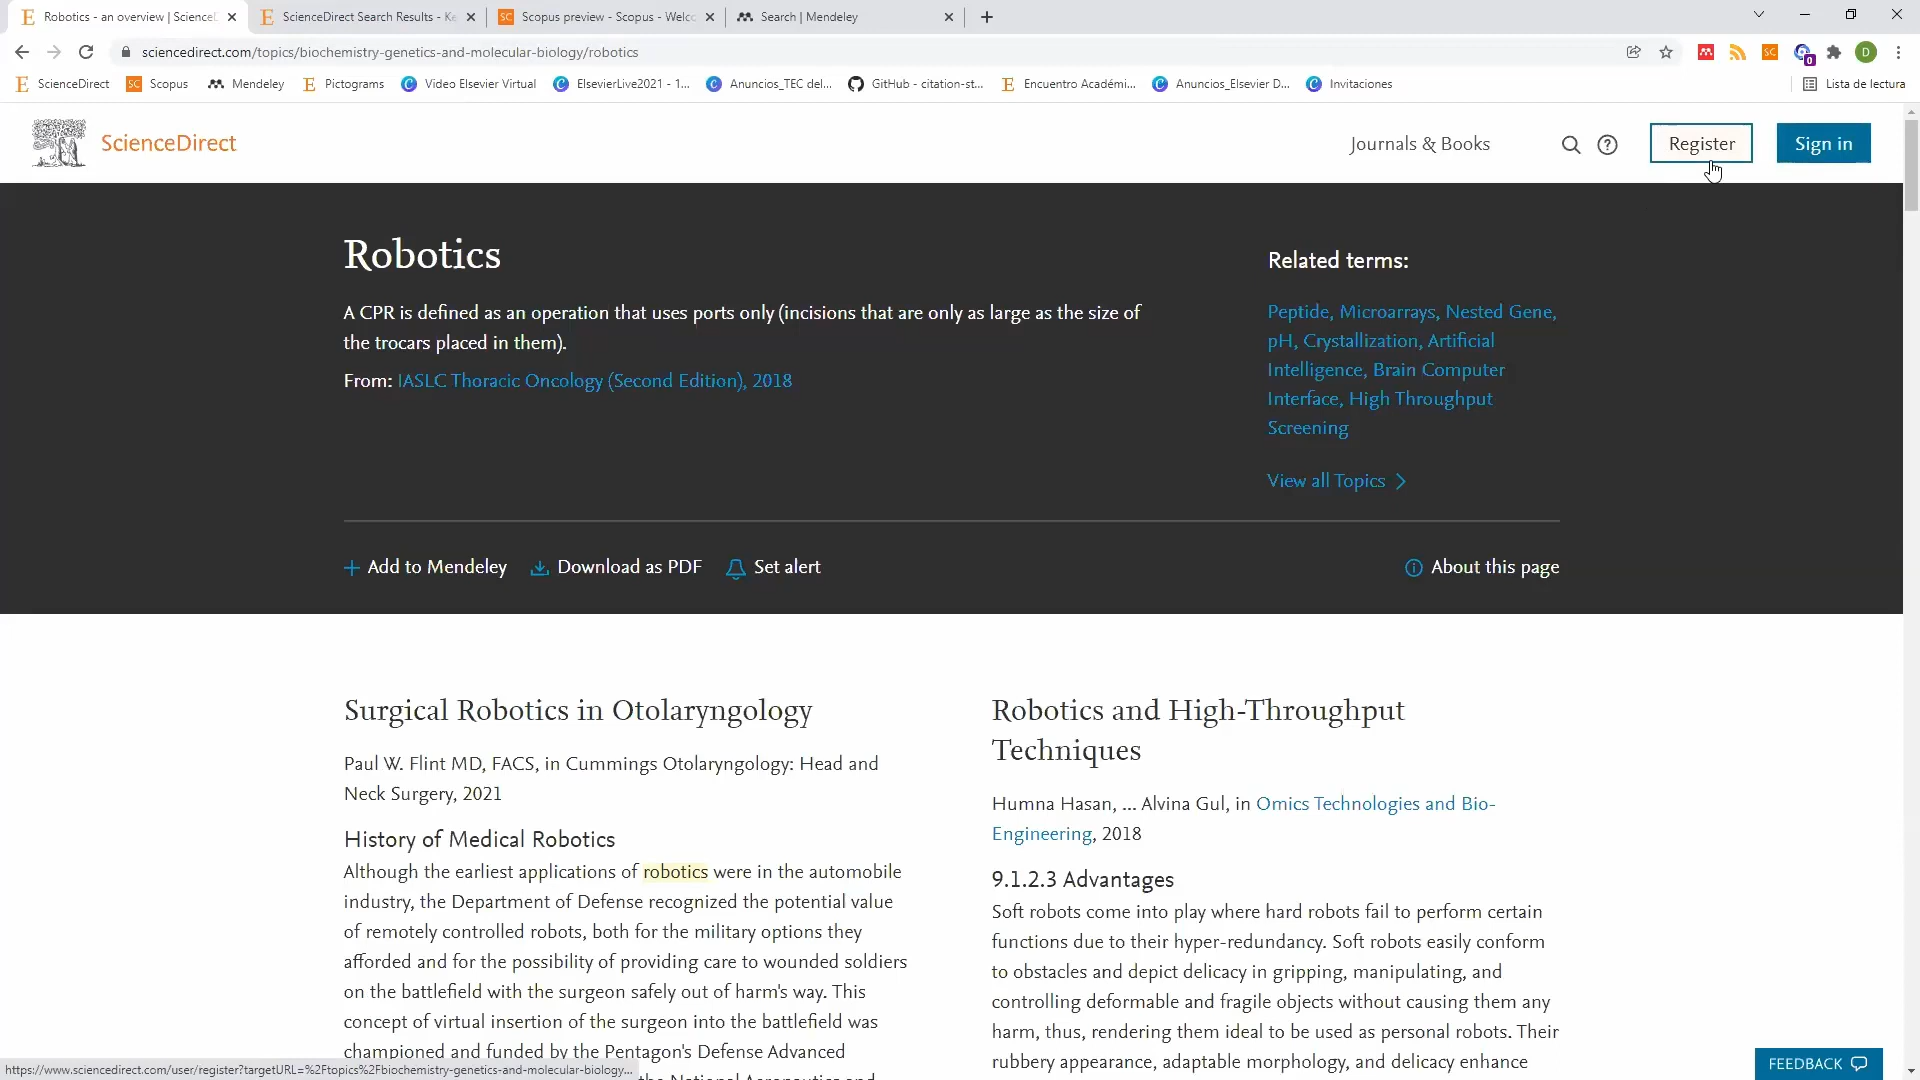 Robotics - an overview | ScienceD
ScienceDirect Search Results - Ke
SC Scopus preview - Scopus - Welco
Search | Mendeley
sciencedirect.com/topics/biochemistry-genetics-and-molecular-biology/robotics
SC
0
D
ScienceDirect
SC Scopus
Mendeley
Pictograms
Video Elsevier Virtual
ElsevierLive2021 - 1...
Anuncios_TEC del...
GitHub - citation-st...
Encuentro Académi...
Anuncios_Elsevier D...
Invitaciones
Lista de lectura
ScienceDirect
Journals & Books
Register
Sign in
Robotics
A CPR is defined as an operation that uses ports only (incisions that are only as large as the size of
the trocars placed in them).
From: IASLC Thoracic Oncology (Second Edition), 2018
Related terms:
Peptide, Microarrays, Nested Gene,
pH, Crystallization, Artificial
Intelligence, Brain Computer
Interface, High Throughput
Screening
View all Topics
Add to Mendeley
Download as PDF
Set alert
About this page
Surgical Robotics in Otolaryngology
Paul W. Flint MD, FACS, in Cummings Otolaryngology: Head and
Neck Surgery, 2021
History of Medical Robotics
Although the earliest applications of robotics were in the automobile
industry, the Department of Defense recognized the potential value
of remotely controlled robots, both for the military options they
afforded and for the possibility of providing care to wounded soldiers
on the battlefield with the surgeon safely out of harm's way. This
concept of virtual insertion of the surgeon into the battlefield was
championed and funded by the Pentagon's Defense Advanced
Robotics and High-Throughput
Techniques
Humna Hasan, ... Alvina Gul, in Omics Technologies and Bio-
Engineering, 2018
9.1.2.3 Advantages
Soft robots come into play where hard robots fail to perform certain
functions due to their hyper-redundancy. Soft robots easily conform
to obstacles and depict delicacy in gripping, manipulating, and
controlling deformable and fragile objects without causing them any
harm, thus, rendering them ideal to be used as personal robots. Their
rubbery appearance, adaptable morphology, and delicacy enhance
FEEDBACK
https://www.sciencedirect.com/user/register?targetURL=%2Ftopics%2Fbiochemistry-genetics-and-molecular-biology...